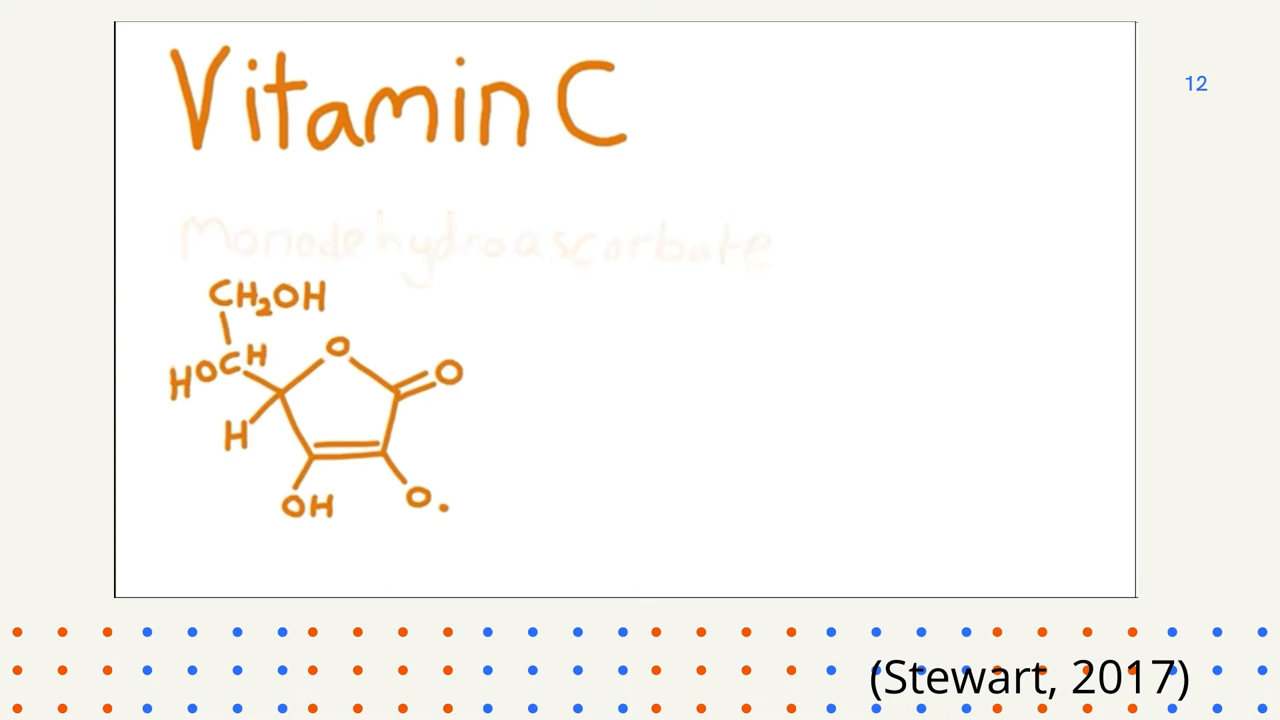 Vitamin C
12
Monodehydroascorbate
CH₂OH
HOCH
O
O
H
OH
O.
(Stewart, 2017)